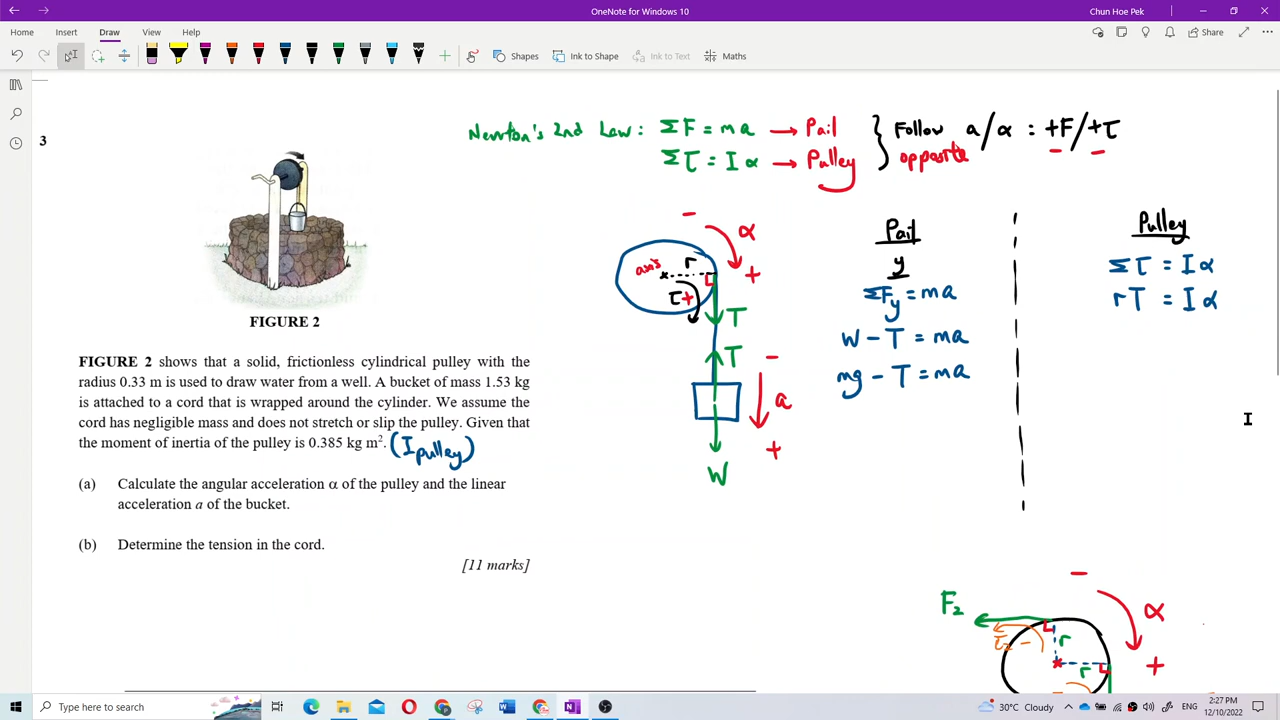 OneNote for Windows 10
Chun Hoe Pek
Home Insert Draw View Help Share
Shapes Ink to Shape Ink to Text Maths
3
Newton's 2nd Law: ΣF = ma → Pail
Στ = Iα → Pulley
Follow a/α : +F/+τ
opposite − −
FIGURE 2
FIGURE 2 shows that a solid, frictionless cylindrical pulley with the
radius 0.33 m is used to draw water from a well. A bucket of mass 1.53 kg
is attached to a cord that is wrapped around the cylinder. We assume the
cord has negligible mass and does not stretch or slip the pulley. Given that
the moment of inertia of the pulley is 0.385 kg m². (I pulley)
(a) Calculate the angular acceleration α of the pulley and the linear
acceleration a of the bucket.
(b) Determine the tension in the cord.
[11 marks]
− α
+
axis r
τ+
T
T
− a
+
W
Pail
y
ΣFy = ma
W − T = ma
mg − T = ma
Pulley
Στ = Iα
rT = Iα
−
F2 α
τ2 − r
r +
Type here to search
30°C Cloudy
ENG
2:27 PM
12/10/2022